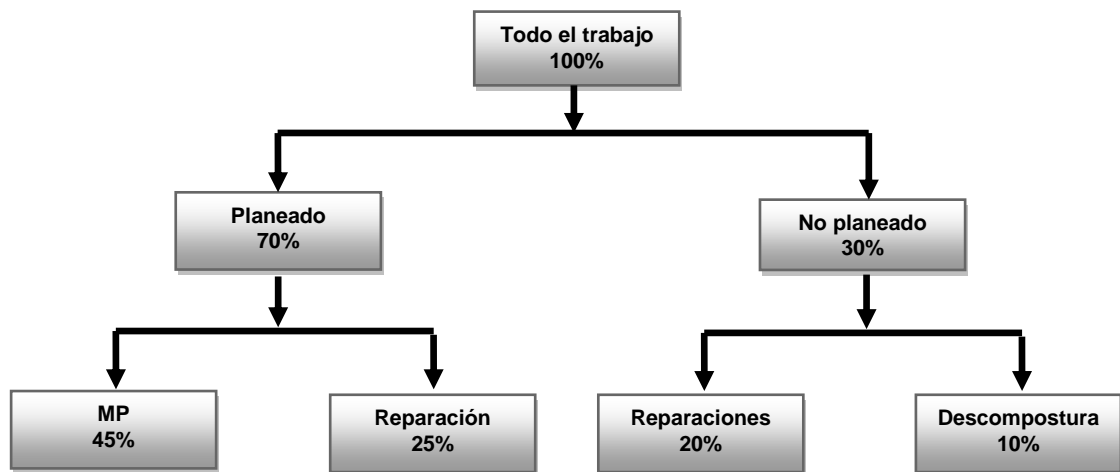 Todo el trabajo
100%
Planeado
70%
No planeado
30%
MP
45%
Reparación
25%
Reparaciones
20%
Descompostura
10%